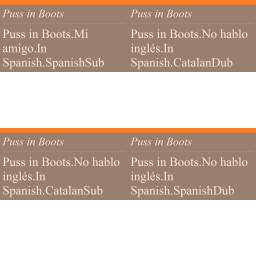 Puss in Boots
Puss in Boots.Mi
amigo.In
Spanish.SpanishSub
Puss in Boots
Puss in Boots.No hablo
inglés.In
Spanish.CatalanDub
Puss in Boots
Puss in Boots.No hablo
inglés.In
Spanish.CatalanSub
Puss in Boots
Puss in Boots.No hablo
inglés.In
Spanish.SpanishDub